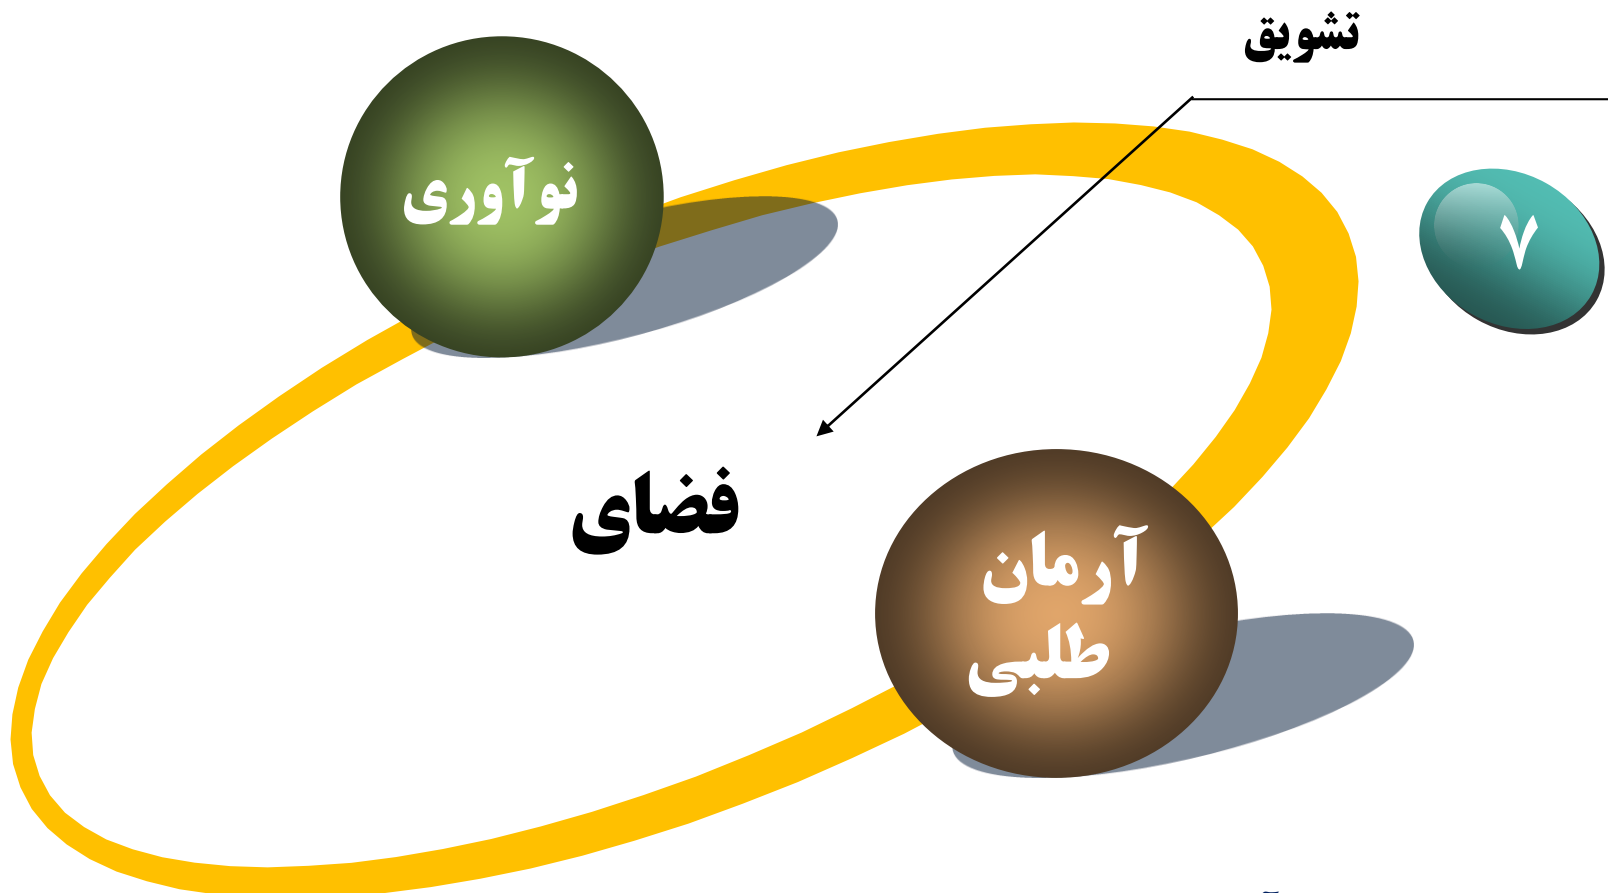 تشویق
نوآوری
۷
فضای
آرمان
طلبی